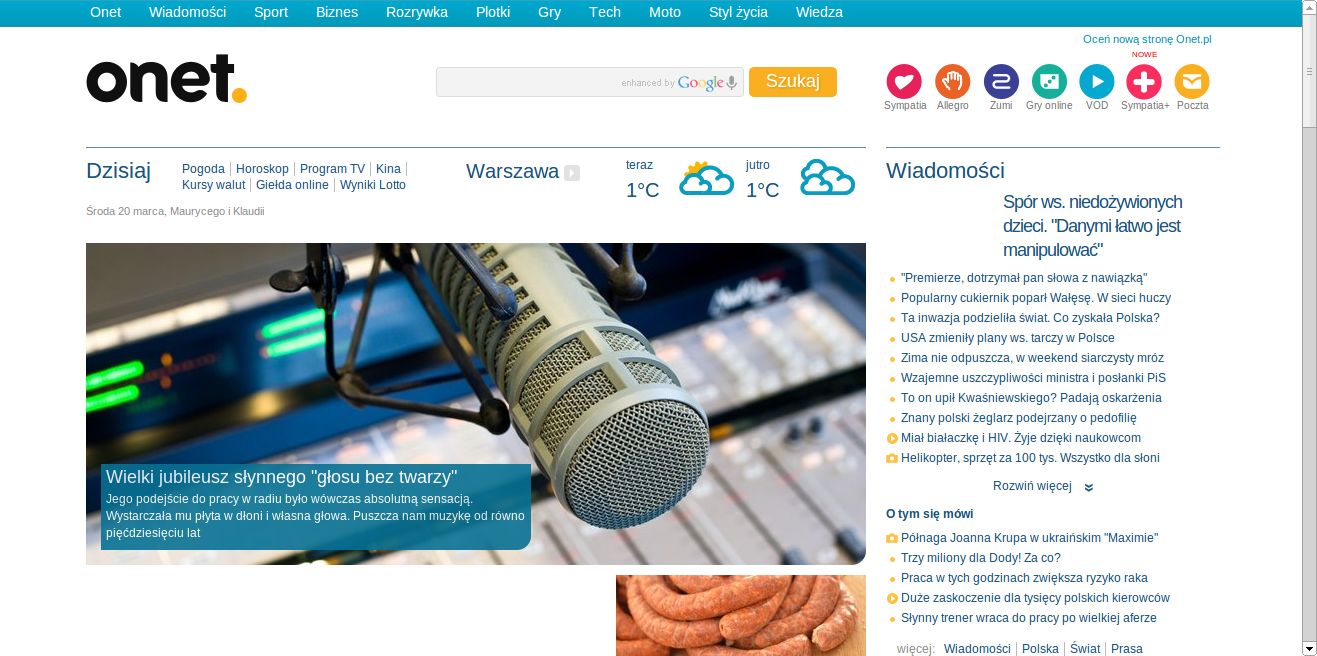 Onet Wiadomości Sport Biznes Rozrywka Plotki Gry Tech Moto Styl życia Wiedza
Oceń nową stronę Onet.pl
NOWE
onet.
enhanced by Google
Szukaj
Sympatia Allegro Zumi Gry online VOD Sympatia+ Poczta
Dzisiaj
Pogoda Horoskop Program TV Kina
Kursy walut Giełda online Wyniki Lotto
Środa 20 marca, Maurycego i Klaudii
Warszawa
teraz
1°C
jutro
1°C
Wielki jubileusz słynnego "głosu bez twarzy"
Jego podejście do pracy w radiu było wówczas absolutną sensacją.
Wystarczała mu płyta w dłoni i własna głowa. Puszcza nam muzykę od równo
pięćdziesięciu lat
Wiadomości
Spór ws. niedożywionych
dzieci. "Danymi łatwo jest
manipulować"
"Premierze, dotrzymał pan słowa z nawiązką"
Popularny cukiernik poparł Wałęsę. W sieci huczy
Ta inwazja podzieliła świat. Co zyskała Polska?
USA zmieniły plany ws. tarczy w Polsce
Zima nie odpuszcza, w weekend siarczysty mróz
Wzajemne uszczypliwości ministra i posłanki PiS
To on upił Kwaśniewskiego? Padają oskarżenia
Znany polski żeglarz podejrzany o pedofilię
Miał białaczkę i HIV. Żyje dzięki naukowcom
Helikopter, sprzęt za 100 tys. Wszystko dla słoni
Rozwiń więcej
O tym się mówi
Półnaga Joanna Krupa w ukraińskim "Maximie"
Trzy miliony dla Dody! Za co?
Praca w tych godzinach zwiększa ryzyko raka
Duże zaskoczenie dla tysięcy polskich kierowców
Słynny trener wraca do pracy po wielkiej aferze
więcej: Wiadomości Polska Świat Prasa